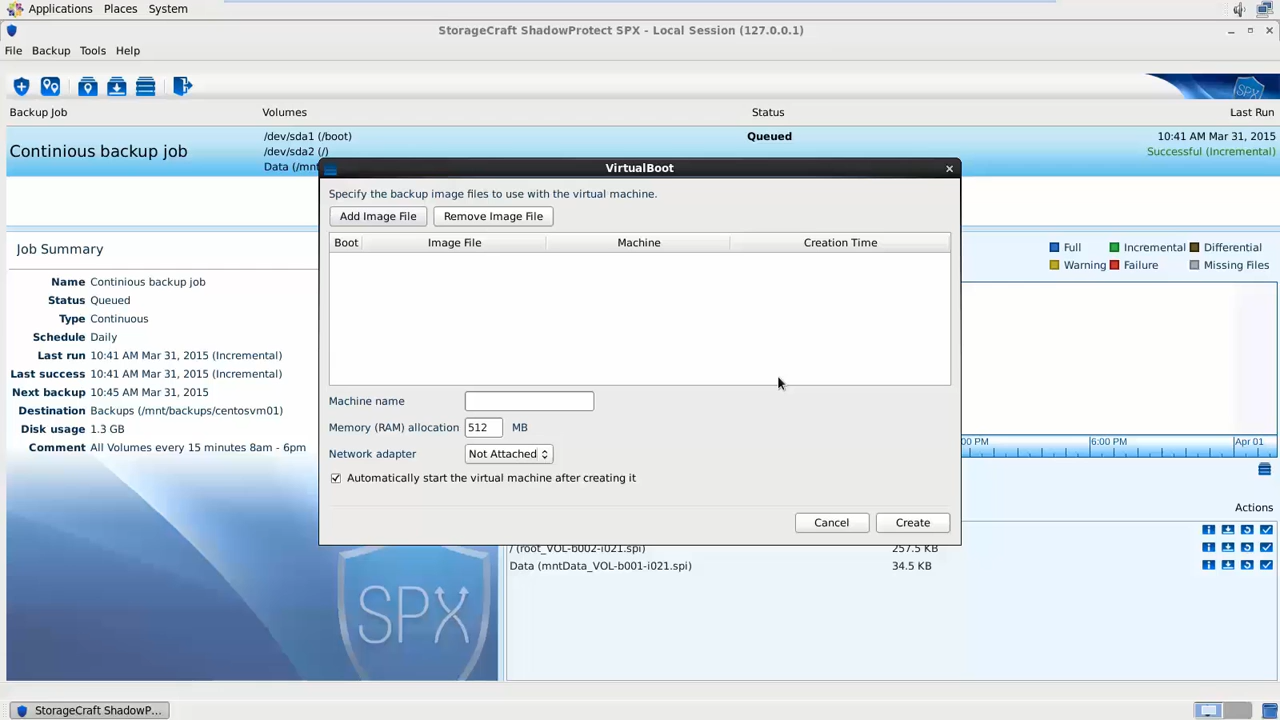 Applications Places System
StorageCraft ShadowProtect SPX - Local Session (127.0.0.1)
File Backup Tools Help
SPX
Backup Job Volumes Status Last Run
Continious backup job
/dev/sda1 (/boot) Queued 10:41 AM Mar 31, 2015
/dev/sda2 (/) Successful (Incremental)
Data (/mnt
VirtualBoot
Specify the backup image files to use with the virtual machine.
Add Image File Remove Image File
Boot Image File Machine Creation Time
Machine name
Memory (RAM) allocation 512 MB
Network adapter Not Attached
Automatically start the virtual machine after creating it
Cancel Create
Job Summary
Name Continious backup job
Status Queued
Type Continuous
Schedule Daily
Last run 10:41 AM Mar 31, 2015 (Incremental)
Last success 10:41 AM Mar 31, 2015 (Incremental)
Next backup 10:45 AM Mar 31, 2015
Destination Backups (/mnt/backups/centosvm01)
Disk usage 1.3 GB
Comment All Volumes every 15 minutes 8am - 6pm
SPX
Full Incremental Differential
Warning Failure Missing Files
00 PM 6:00 PM Apr 01
Actions
/ (root_VOL-b002-i021.spi) 257.5 KB
Data (mntData_VOL-b001-i021.spi) 34.5 KB
StorageCraft ShadowP...